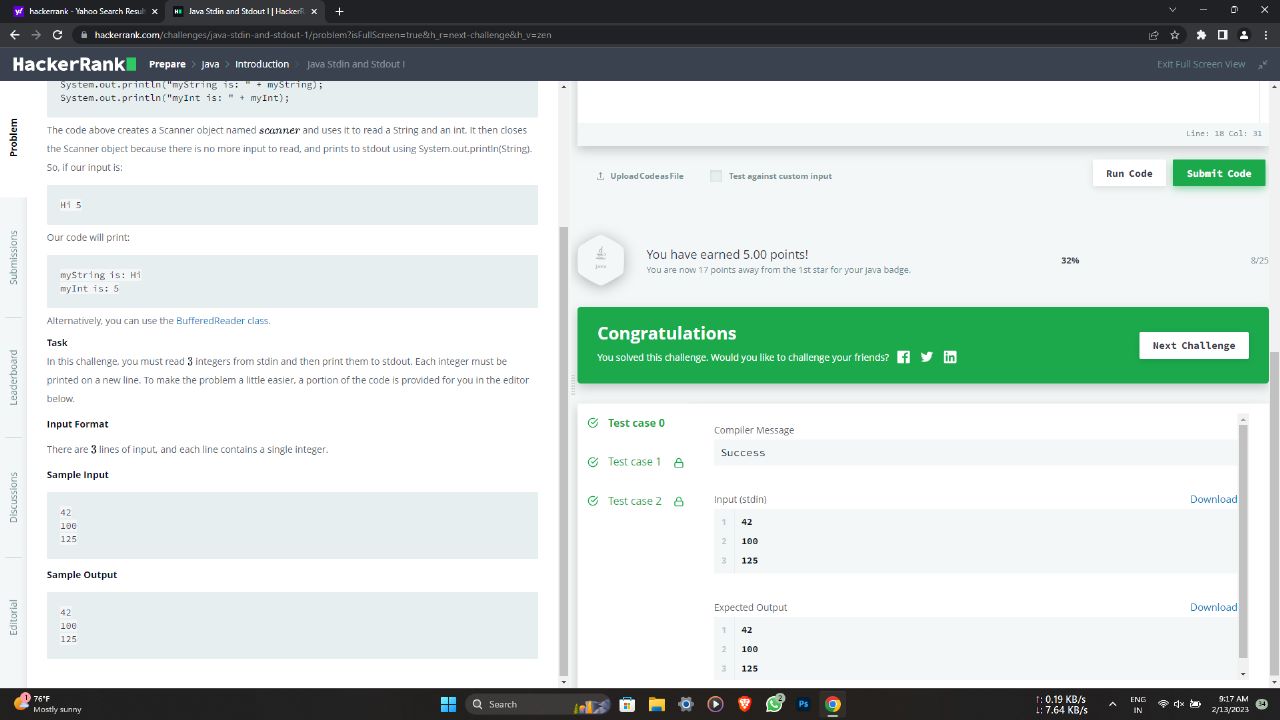 hackerrank - Yahoo Search Resul
Java Stdin and Stdout I | HackerR
hackerrank.com/challenges/java-stdin-and-stdout-1/problem?isFullScreen=true&h_r=next-challenge&h_v=zen
HackerRank
Prepare > Java > Introduction > Java Stdin and Stdout I
Exit Full Screen View
Problem
Submissions
Leaderboard
Discussions
Editorial
System.out.println("myString is: " + myString);
System.out.println("myInt is: " + myInt);
The code above creates a Scanner object named scanner and uses it to read a String and an int. It then closes
the Scanner object because there is no more input to read, and prints to stdout using System.out.println(String).
So, if our input is:
Hi 5
Our code will print:
myString is: Hi
myInt is: 5
Alternatively, you can use the BufferedReader class.
Task
In this challenge, you must read 3 integers from stdin and then print them to stdout. Each integer must be
printed on a new line. To make the problem a little easier, a portion of the code is provided for you in the editor
below.
Input Format
There are 3 lines of input, and each line contains a single integer.
Sample Input
42
100
125
Sample Output
42
100
125
Line: 18 Col: 31
Upload Code as File
Test against custom input
Run Code
Submit Code
Java
You have earned 5.00 points!
You are now 17 points away from the 1st star for your java badge.
32%
8/25
Congratulations
You solved this challenge. Would you like to challenge your friends?
Next Challenge
Test case 0
Test case 1
Test case 2
Compiler Message
Success
Input (stdin)
Download
1 42
2 100
3 125
Expected Output
Download
1 42
2 100
3 125
1
76°F
Mostly sunny
Search
2
Ps
↑: 0.19 KB/s
↓: 7.64 KB/s
ENG
IN
9:17 AM
2/13/2023
34